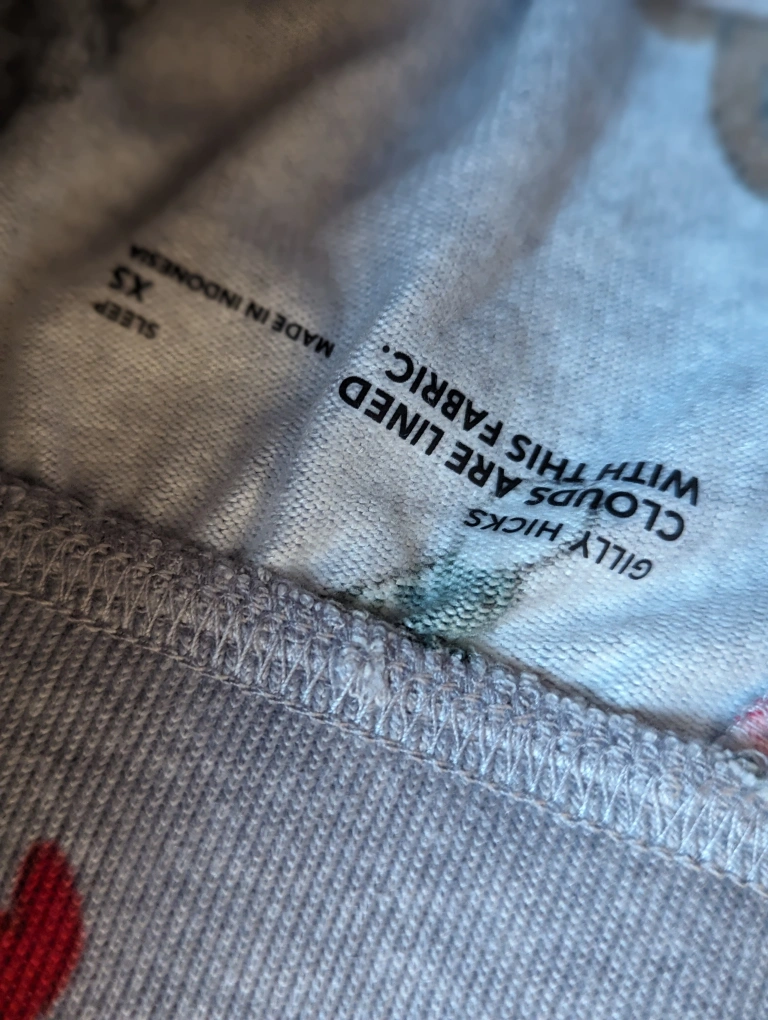 GILLY HICKS
CLOUDS ARE LINED
WITH THIS FABRIC.
MADE IN INDONESIA
XS
SLEEP